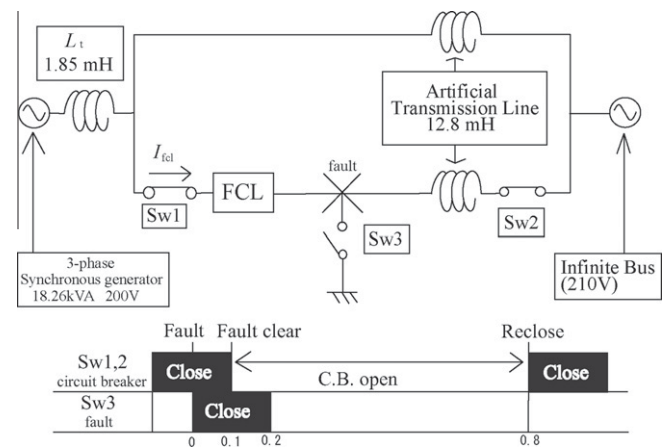 L t
1.85 mH
Artificial
Transmission Line
12.8 mH
I fcl
FCL
fault
Sw1
Sw2
Sw3
3-phase
Synchronous generator
18.26kVA 200V
Infinite Bus
(210V)
Fault
Fault clear
Reclose
Sw1,2
circuit breaker
Close
C.B. open
Close
Sw3
fault
Close
0
0.1
0.2
0.8